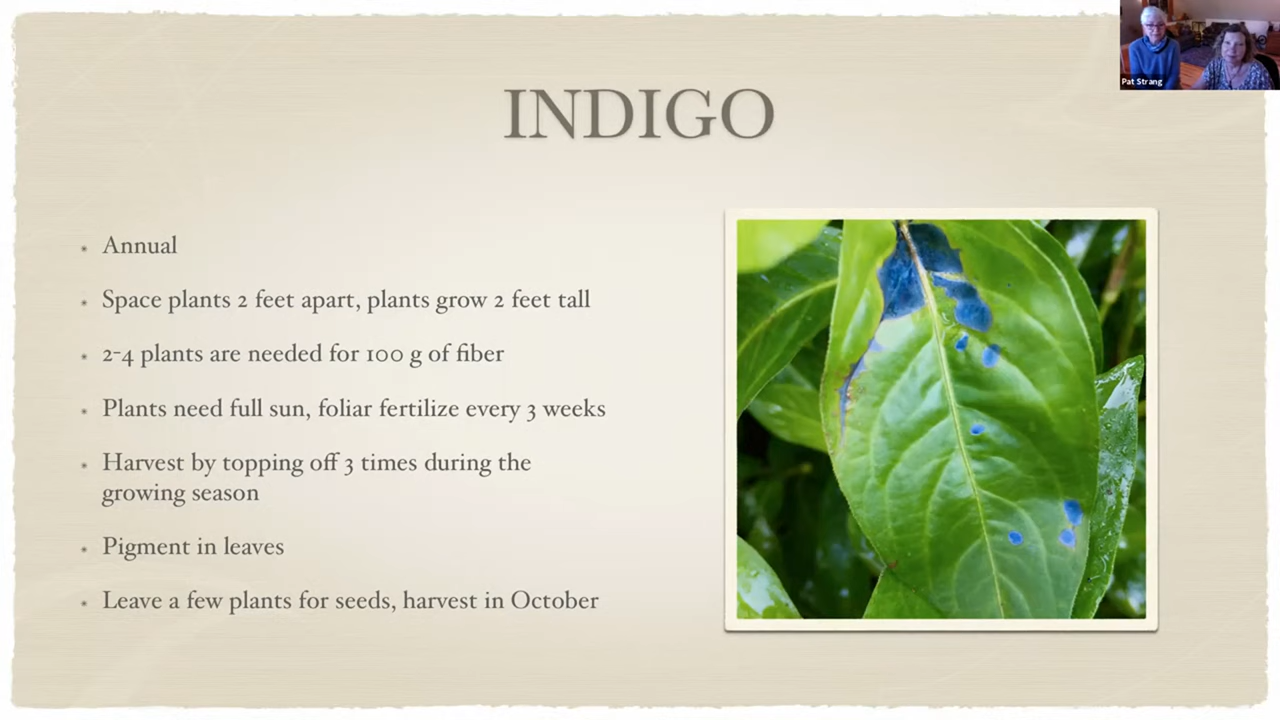 Pat Strang
INDIGO
Annual
Space plants 2 feet apart, plants grow 2 feet tall
2-4 plants are needed for 100 g of fiber
Plants need full sun, foliar fertilize every 3 weeks
Harvest by topping off 3 times during the
growing season
Pigment in leaves
Leave a few plants for seeds, harvest in October